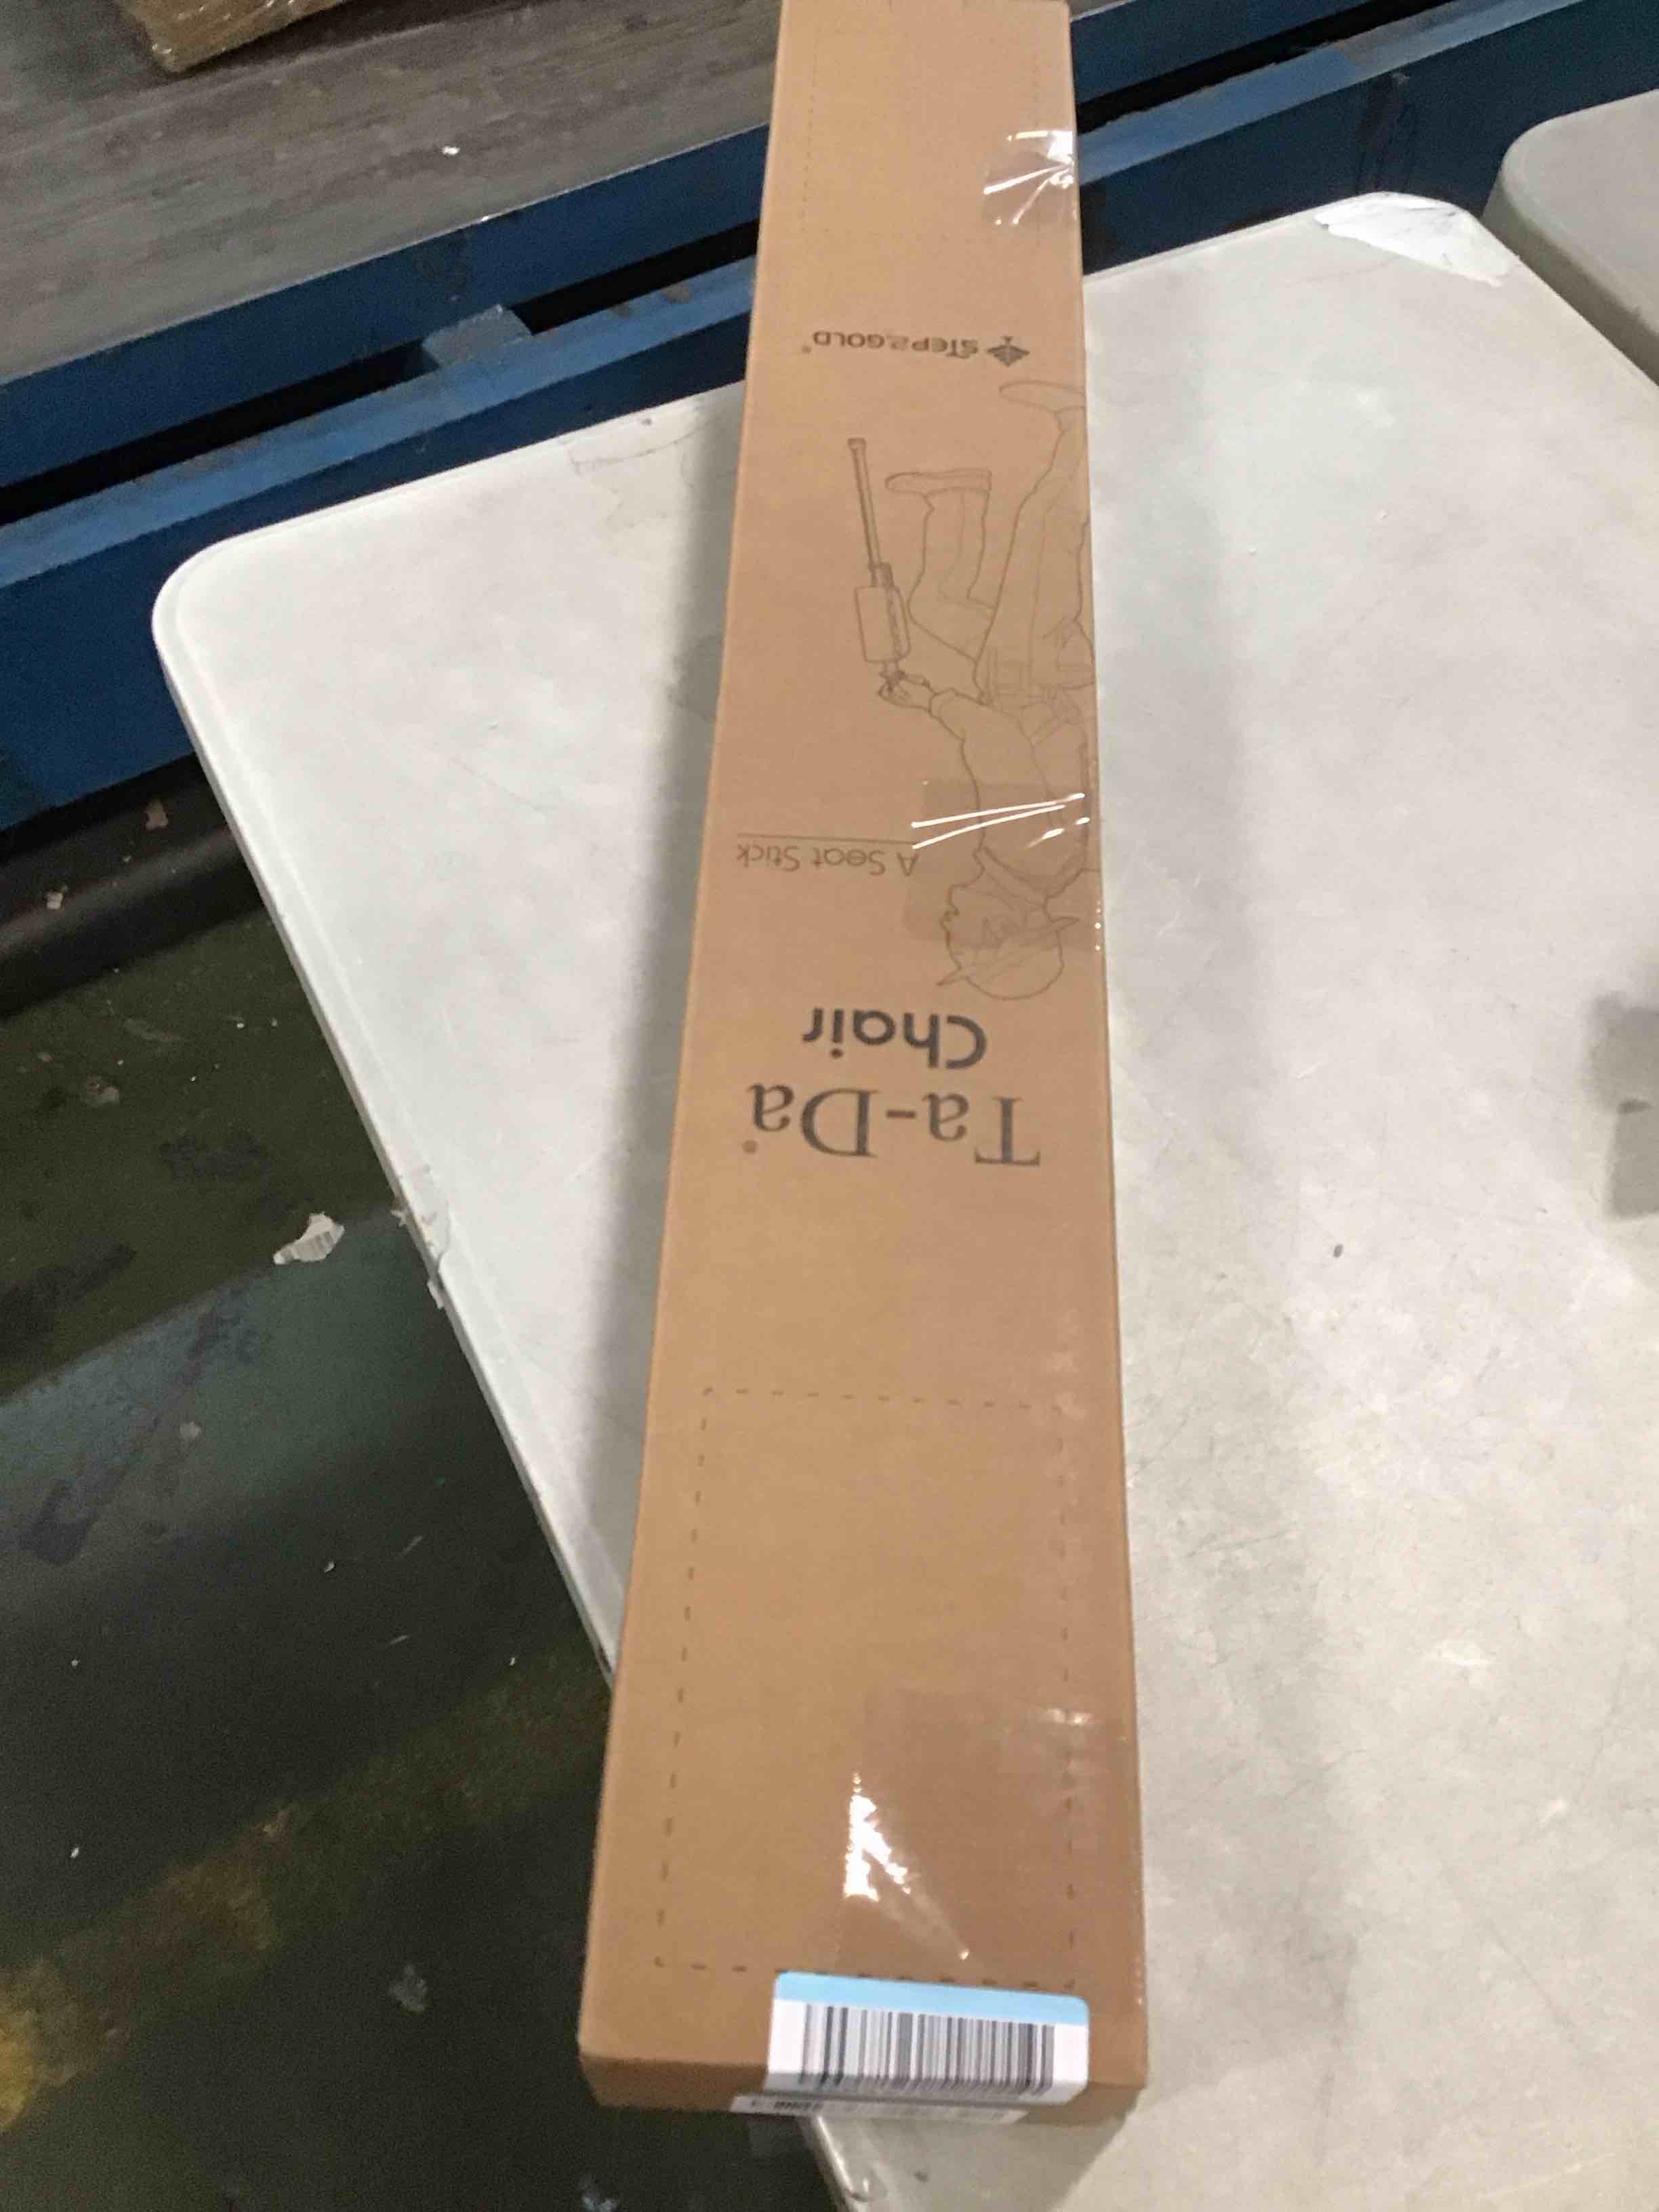 Ta-Da®
Chair
A Seat Stick
STEP2GOLD®